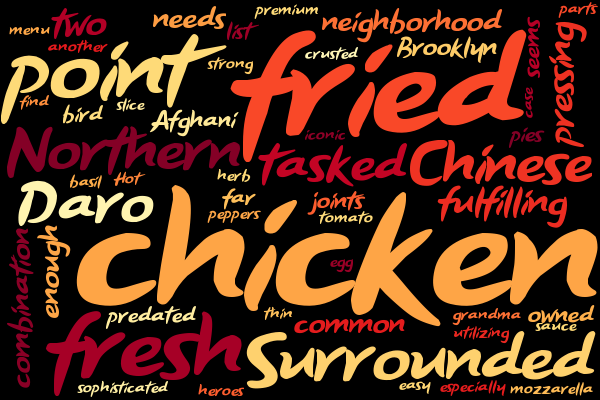 menu
two
another
needs
list
premium
neighborhood
parts
point
find
bird
slice
strong
fried
crusted
Brooklyn
seems
pressing
case
Afghani
iconic
pies
Northern
tasked
Chinese
basil
Hot
herb
Daro
far
peppers
joints
tomato
fulfilling
combination
enough
chicken
egg
predated
thin
common
grandma
owned
utilizing
sauce
fresh
Surrounded
sophisticated
heroes
easy
especially
mozzarella